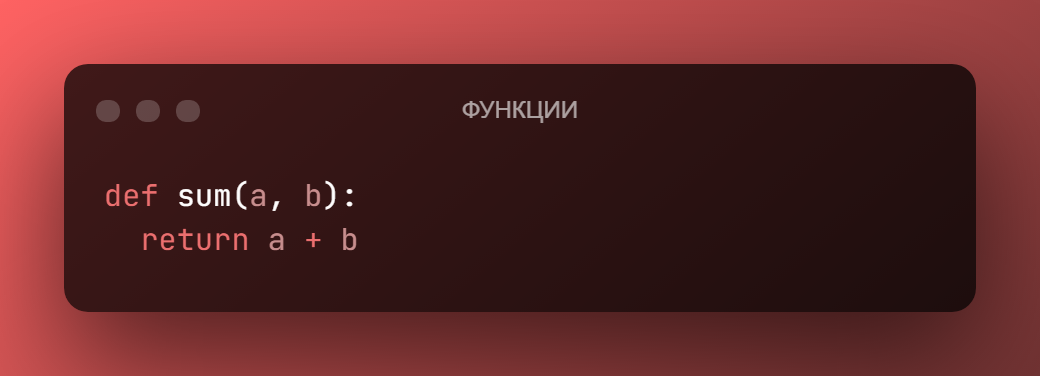 ФУНКЦИИ
def sum(a, b):
  return a + b